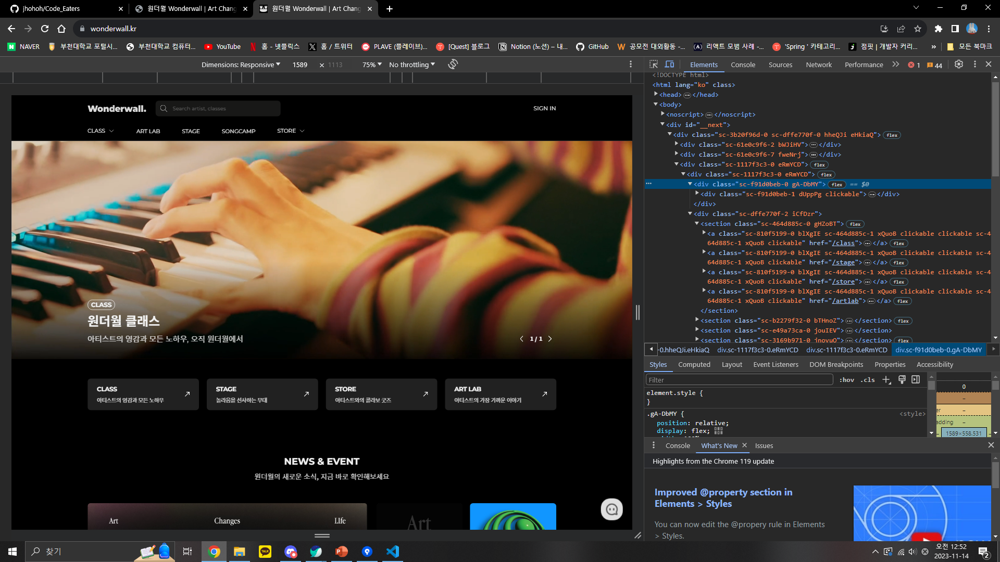 jhohoh/Code_Eaters
원더월 Wonderwall | Art Chang
원더월 Wonderwall | Art Chang
wonderwall.kr
NAVER
부천대학교 포털시...
부천대학교 컴퓨터...
YouTube
홈 - 넷플릭스
홈 / 트위터
PLAVE (플레이브)...
[Quest] 블로그
Notion (노션) – 내...
GitHub
공모전 대외활동 -...
리액트 모범 사례 -...
'Spring ' 카테고리...
점핏 | 개발자 커리...
모든 북마크
Dimensions: Responsive 1589 × 1113 75% No throttling
Elements Console Sources Network Performance 1 44
Wonderwall.
Search artist, classes
SIGN IN
CLASS ART LAB STAGE SONGCAMP STORE
CLASS
원더월 클래스
아티스트의 영감과 모든 노하우, 오직 원더월에서
1 / 1
CLASS
아티스트의 영감과 모든 노하우
STAGE
놀라움을 선사하는 무대
STORE
아티스트와의 콜라보 굿즈
ART LAB
아티스트의 가장 가까운 이야기
NEWS & EVENT
원더월의 새로운 소식, 지금 바로 확인해보세요
Art Changes LIfe
Art
<!DOCTYPE html>
<html lang="ko" class>
<head> </head>
<body>
<noscript> </noscript>
<div id="__next">
<div class="sc-3b20f96d-0 sc-dffe770f-0 hheQJi eHkiaQ"> flex
<div class="sc-61e0c9f6-2 bWJiHV"> </div>
<div class="sc-61e0c9f6-7 fweNrj"> </div>
<div class="sc-1117f3c3-0 eRmYCD"> flex
<div class="sc-1117f3c3-0 eRmYCD"> flex
<div class="sc-f91d0beb-0 gA-DbMY"> flex == $0
<div class="sc-f91d0beb-1 dUppPg clickable"> </div>
</div>
<div class="sc-dffe770f-2 iCfDzr">
<section class="sc-464d885c-0 gHZoBT"> flex
<a class="sc-810f5199-0 blXgIE sc-464d885c-1 xQuoB clickable clickable sc-4
64d885c-1 xQuoB clickable" href="/class"> </a> flex
<a class="sc-810f5199-0 blXgIE sc-464d885c-1 xQuoB clickable clickable sc-4
64d885c-1 xQuoB clickable" href="/stage"> </a> flex
<a class="sc-810f5199-0 blXgIE sc-464d885c-1 xQuoB clickable clickable sc-4
64d885c-1 xQuoB clickable" href="/store"> </a> flex
<a class="sc-810f5199-0 blXgIE sc-464d885c-1 xQuoB clickable clickable sc-4
64d885c-1 xQuoB clickable" href="/artlab"> </a> flex
</section>
<section class="sc-b2279f32-0 bTHnoZ"> </section> flex
<section class="sc-e49a73ca-0 jouIEV"> </section>
<section class="sc-3169b971-0 jnoyuO"> </section> flex
-0.hheQJi.eHkiaQ div.sc-1117f3c3-0.eRmYCD div.sc-1117f3c3-0.eRmYCD div.sc-f91d0beb-0.gA-DbMY
Styles Computed Layout Event Listeners DOM Breakpoints Properties Accessibility
Filter :hov .cls
element.style {
}
.gA-DbMY { <style>
position: relative;
display: flex;
0
–
er –
adding –
– 1589×558.531 –
Console What's New Issues
Highlights from the Chrome 119 update
Improved @property section in
Elements > Styles
You can now edit the @propery rule in Elements
> Styles.
찾기
TALK
오전 12:52
2023-11-14
2